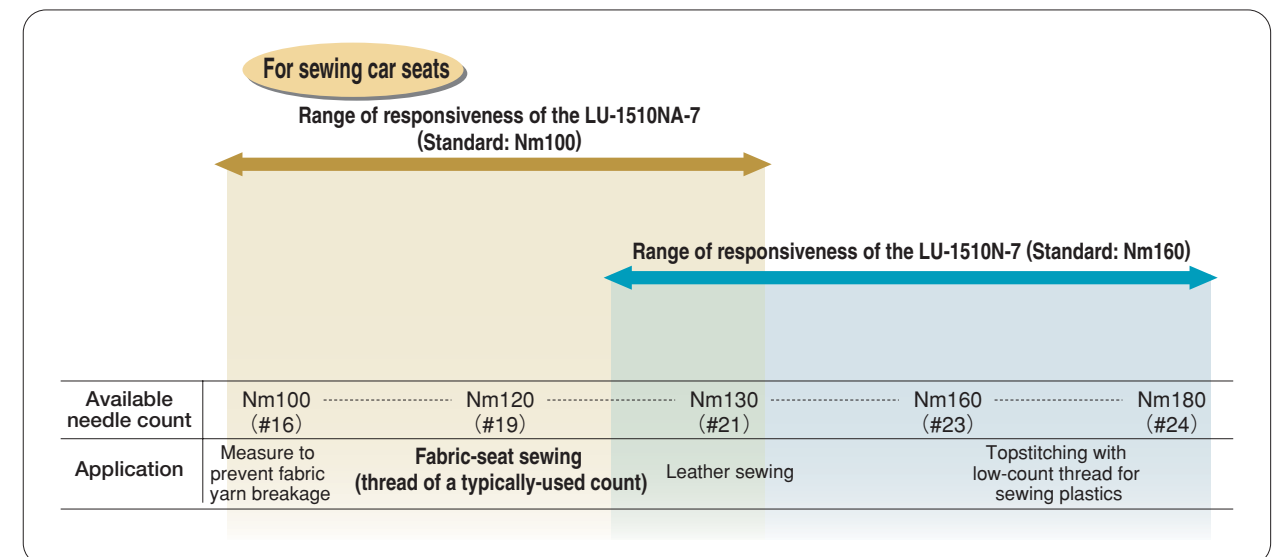 For sewing car seats
Range of responsiveness of the LU-1510NA-7
(Standard: Nm100)
Range of responsiveness of the LU-1510N-7 (Standard: Nm160)
Available
needle count
Nm100
(#16)
Nm120
(#19)
Nm130
(#21)
Nm160
(#23)
Nm180
(#24)
Application
Measure to
prevent fabric
yarn breakage
Fabric-seat sewing
(thread of a typically-used count)
Leather sewing
Topstitching with
low-count thread for
sewing plastics